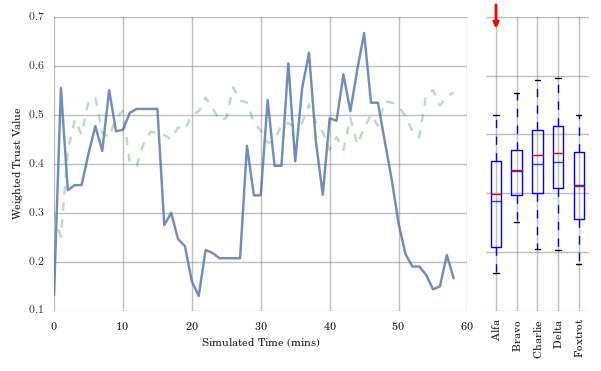 0.7
0.6
0.5
0.4
0.3
0.2
0.1
Weighted Trust Value
0 10 20 30 40 50 60
Simulated Time (mins)
Alfa
Bravo
Charlie
Delta
Foxtrot